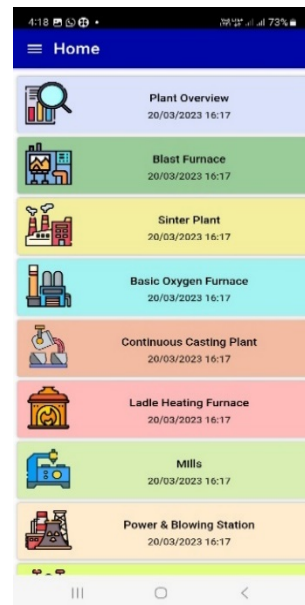 4:18
73%
Home
Plant Overview
20/03/2023 16:17
Blast Furnace
20/03/2023 16:17
Sinter Plant
20/03/2023 16:17
Basic Oxygen Furnace
20/03/2023 16:17
Continuous Casting Plant
20/03/2023 16:17
Ladle Heating Furnace
20/03/2023 16:17
Mills
20/03/2023 16:17
Power & Blowing Station
20/03/2023 16:17